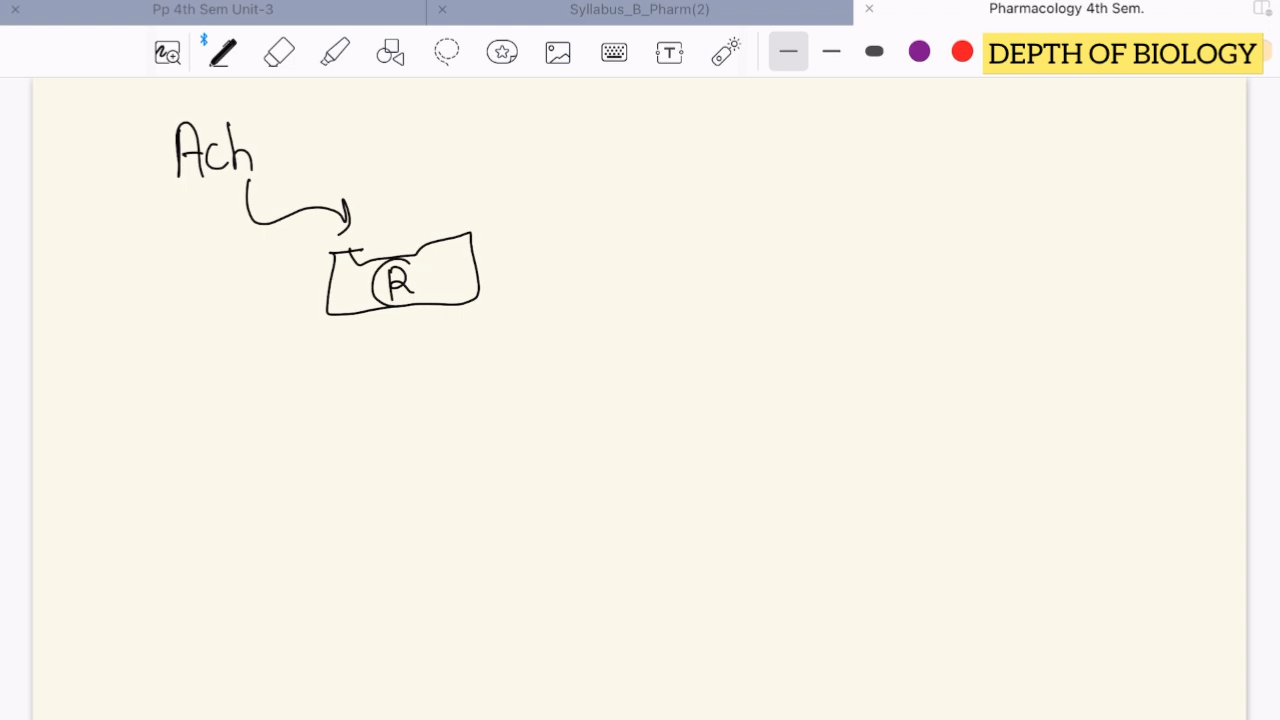 Pp 4th Sem Unit-3
Syllabus_B_Pharm(2)
Pharmacology 4th Sem.
T
DEPTH OF BIOLOGY
Ach
R